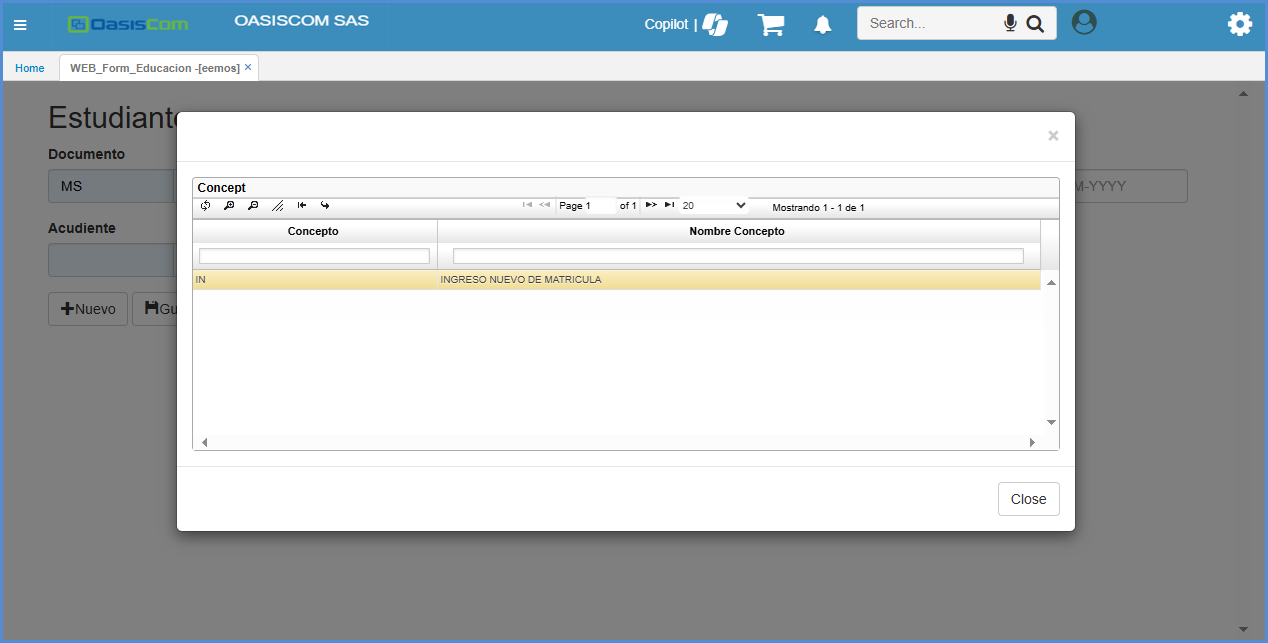 OasisCom
OASISCOM SAS
Copilot |
Search...
Home
WEB_Form_Educacion -[eemos] ×
Estudiant
Documento
MS
M-YYYY
Acudiente
Nuevo
Gu
×
Concept
Page 1 of 1
20
Mostrando 1 - 1 de 1
Concepto
Nombre Concepto
IN
INGRESO NUEVO DE MATRICULA
Close